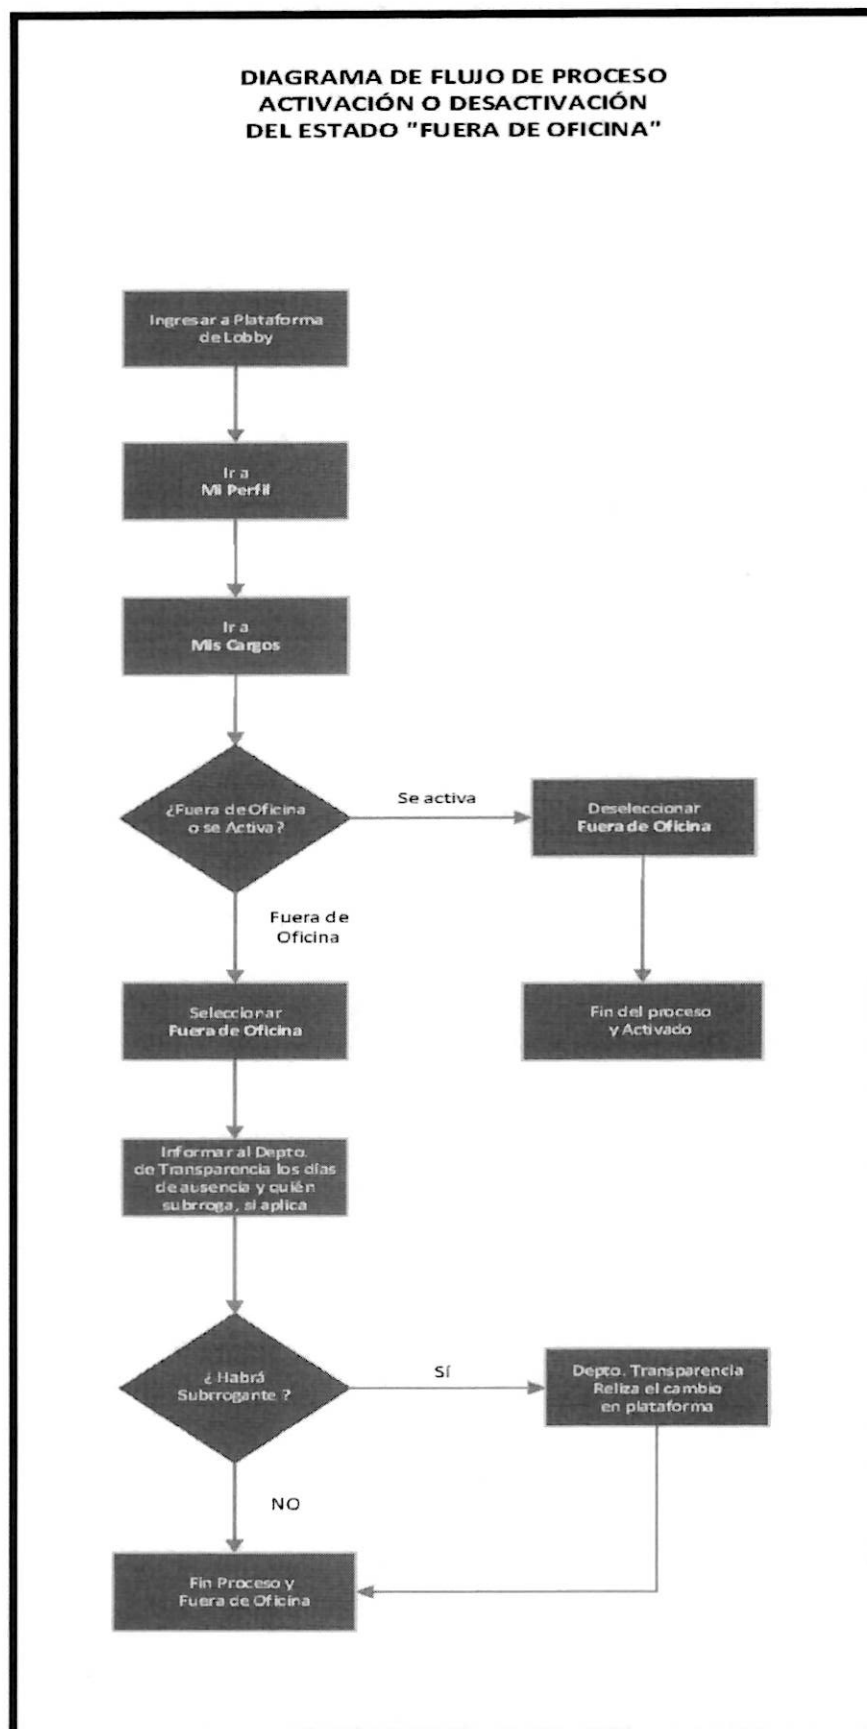 DIAGRAMA DE FLUJO DE PROCESO
ACTIVACIÓN O DESACTIVACIÓN
DEL ESTADO "FUERA DE OFICINA"
Ingresar a Plataforma
de Lobby
Ir a
Mi Perfil
Ir a
Mis Cargos
¿Fuera de Oficina
o se Activa?
Se activa
Deseleccionar
Fuera de Oficina
Fuera de
Oficina
Seleccionar
Fuera de Oficina
Fin del proceso
y Activado
Informar al Depto.
de Transparencia los días
de ausencia y quién
subrroga, si aplica
¿ Habrá
Subrrogante ?
Sí
Depto. Transparencia
Reliza el cambio
en plataforma
NO
Fin Proceso y
Fuera de Oficina